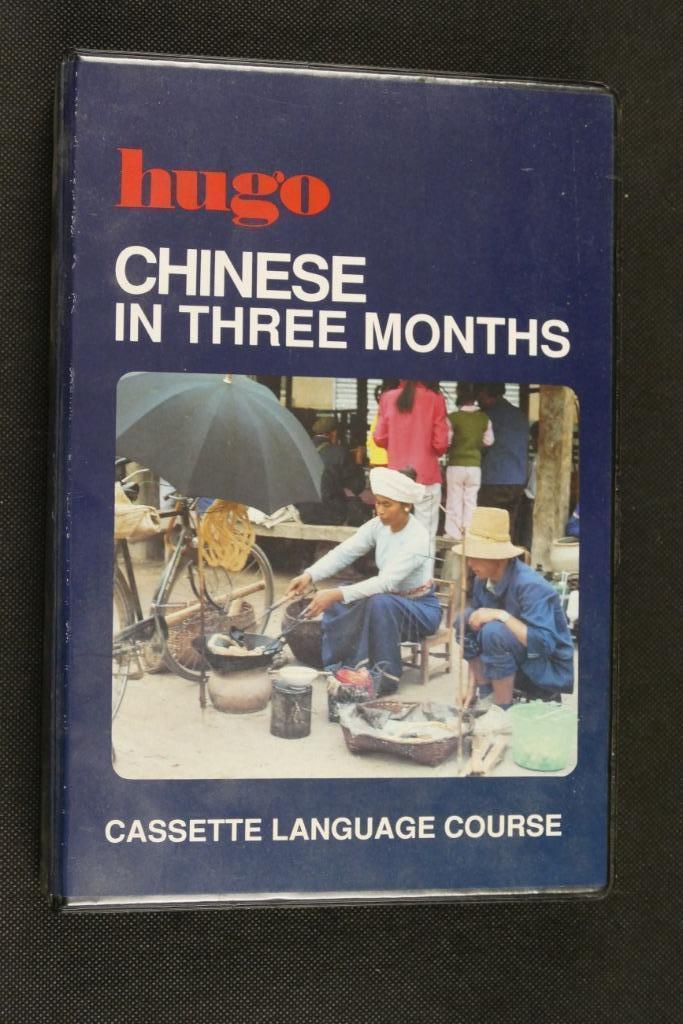 hugo
CHINESE
IN THREE MONTHS
CASSETTE LANGUAGE COURSE